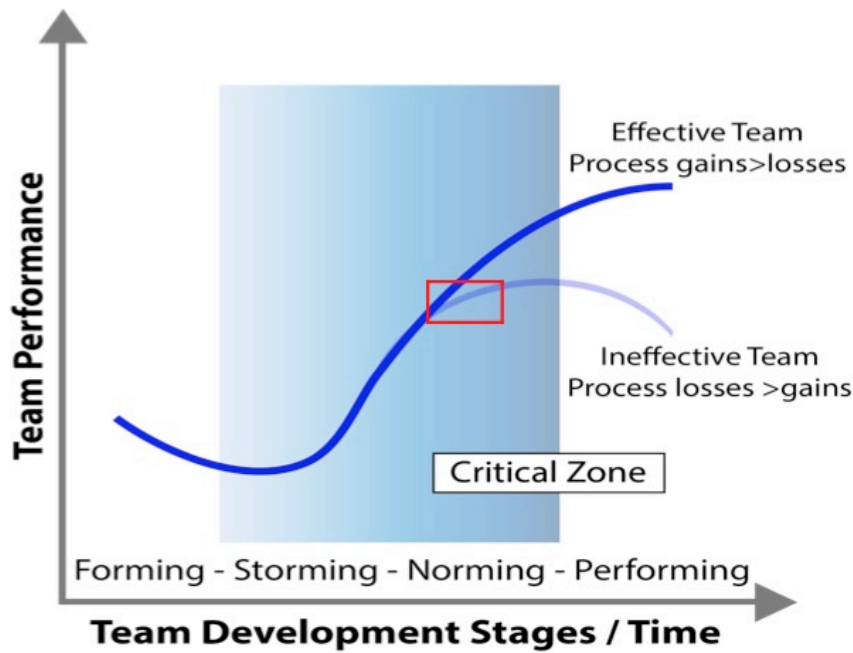 Team Performance
Effective Team
Process gains>losses
Ineffective Team
Process losses >gains
Critical Zone
Forming - Storming - Norming - Performing
Team Development Stages / Time